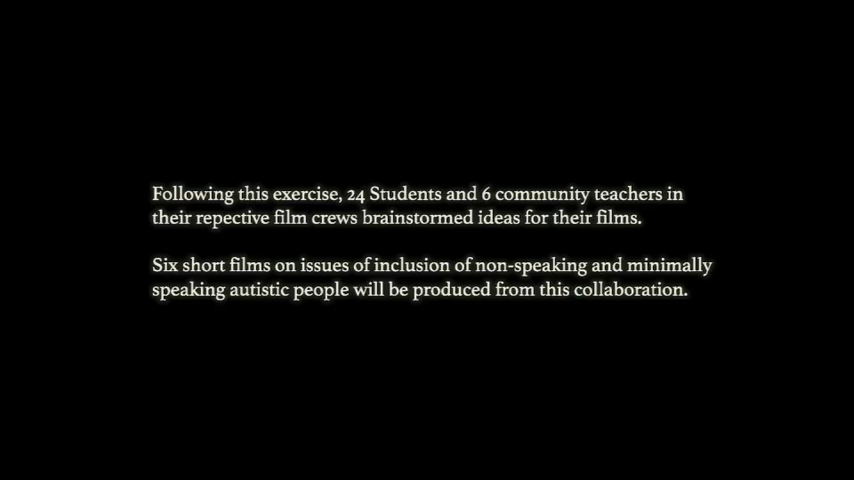 Following this exercise, 24 Students and 6 community teachers in
their repective film crews brainstormed ideas for their films.
Six short films on issues of inclusion of non-speaking and minimally
speaking autistic people will be produced from this collaboration.